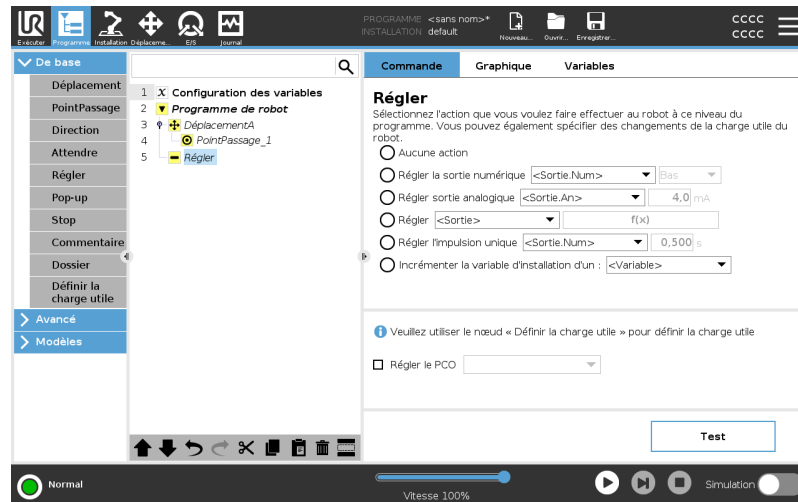 UR
PROGRAMME <sans nom>*
INSTALLATION default
Exécuter Programme Installation Déplaceme... E/S Journal
Nouveau... Ouvrir... Enregistrer...
cccc
cccc
De base
Déplacement
PointPassage
Direction
Attendre
Régler
Pop-up
Stop
Commentaire
Dossier
Définir la
charge utile
Avancé
Modèles
1 X Configuration des variables
2 Programme de robot
3 DéplacementA
4 PointPassage_1
5 Régler
Commande Graphique Variables
Régler
Sélectionnez l'action que vous voulez faire effectuer au robot à ce niveau du
programme. Vous pouvez également spécifier des changements de la charge utile du
robot.
Aucune action
Régler la sortie numérique <Sortie.Num> Bas
Régler sortie analogique <Sortie.An> 4,0 mA
Régler <Sortie> f(x)
Régler l'impulsion unique <Sortie.Num> 0,500 s
Incrémenter la variable d'installation d'un : <Variable>
Veuillez utiliser le nœud « Définir la charge utile » pour définir la charge utile
Régler le PCO
Test
Normal
Vitesse 100%
Simulation